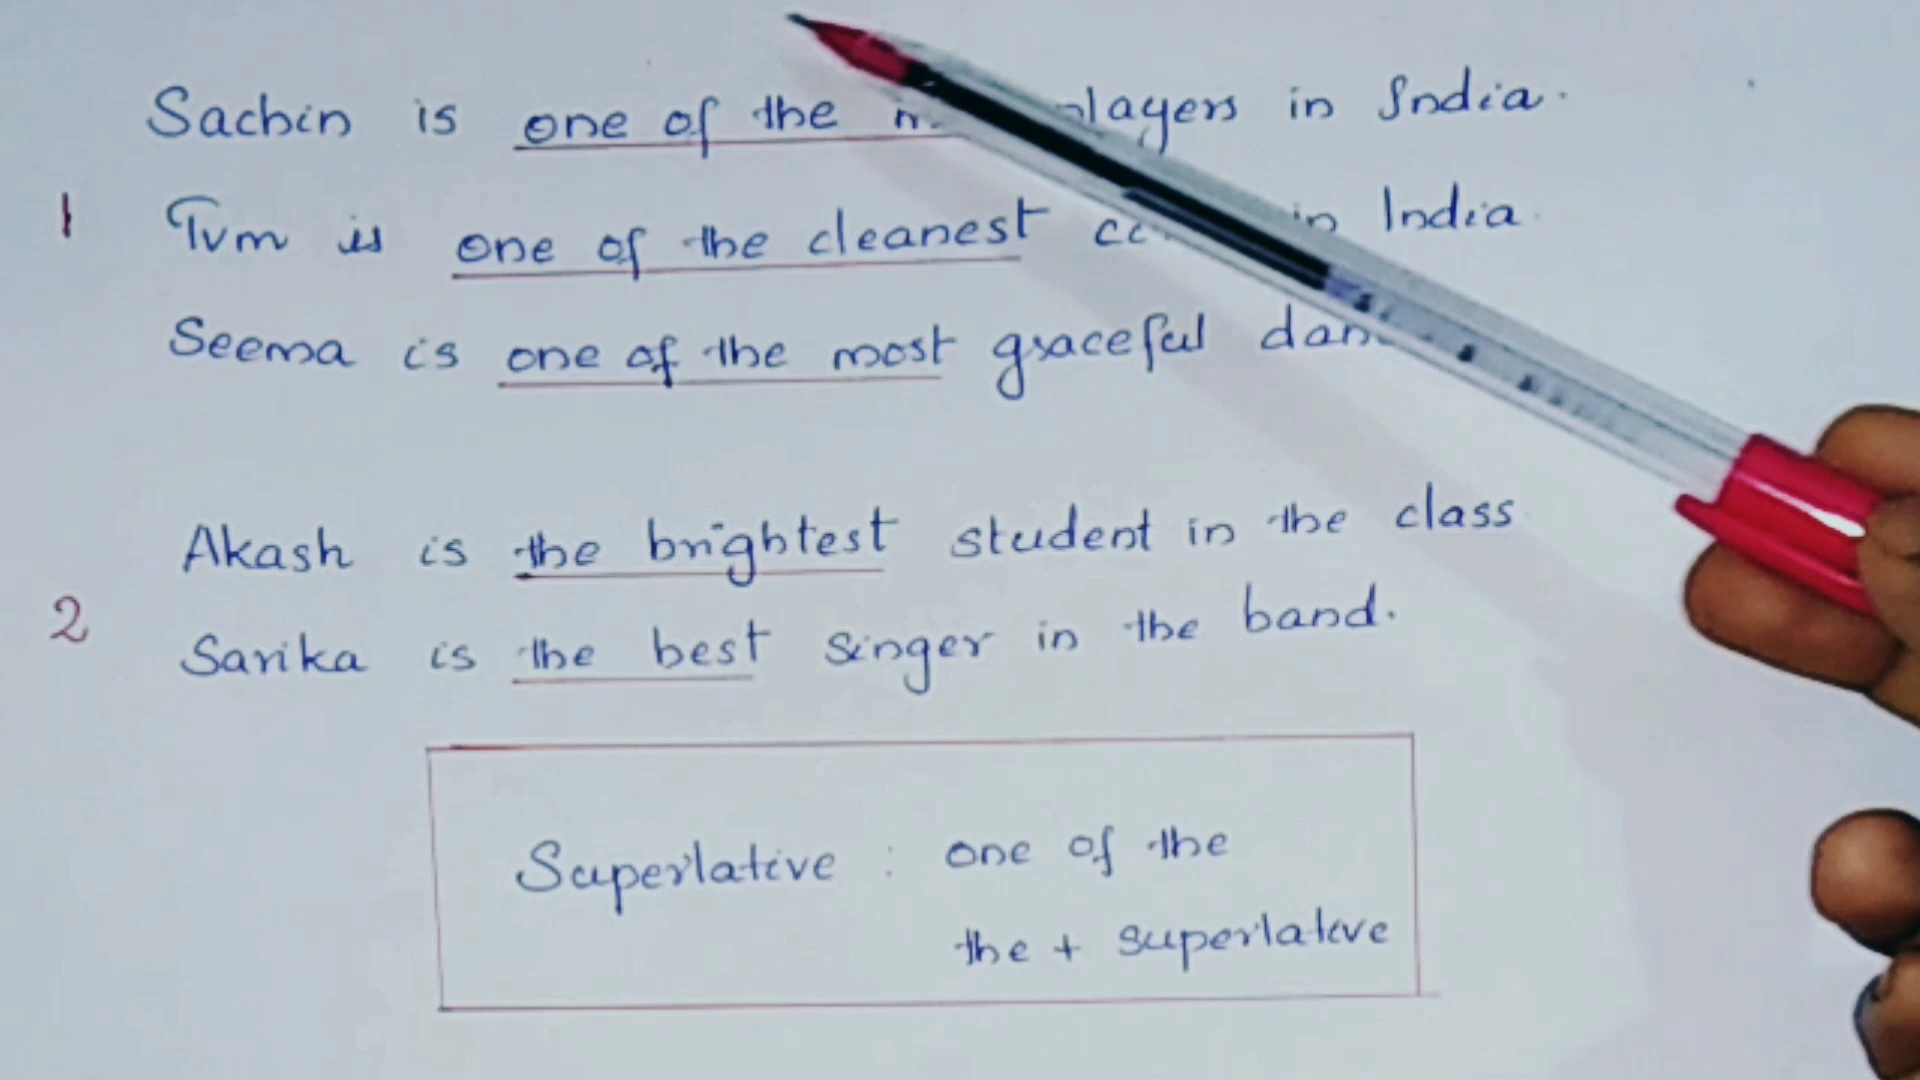 Sachin is one of the players in India.
1
Tvm is one of the cleanest in India.
Seema is one of the most graceful
Akash is the brightest student in the class.
2
Sarika is the best singer in the band.
Superlative : one of the
the + superlative